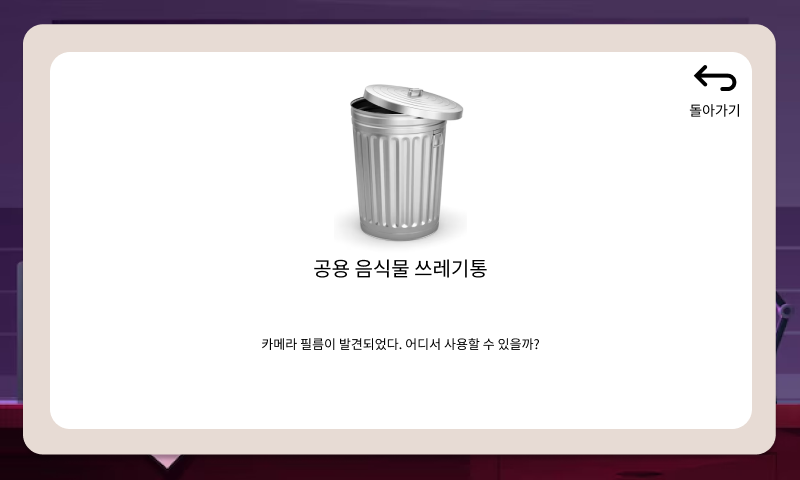 돌아가기
공용 음식물 쓰레기통
카메라 필름이 발견되었다. 어디서 사용할 수 있을까?